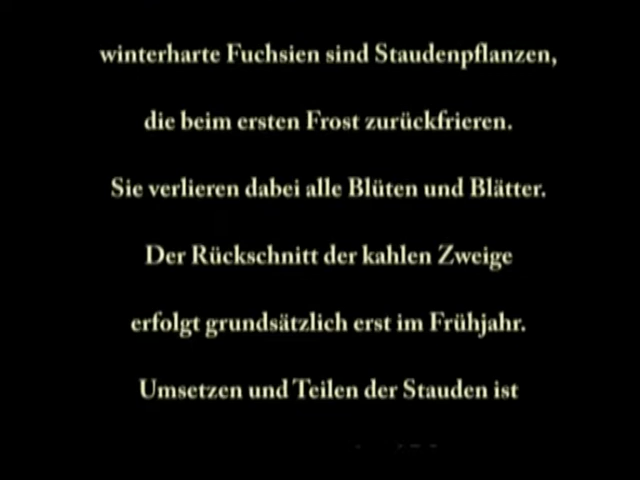 winterharte Fuchsien sind Staudenpflanzen,
die beim ersten Frost zurückfrieren.
Sie verlieren dabei alle Blüten und Blätter.
Der Rückschnitt der kahlen Zweige
erfolgt grundsätzlich erst im Frühjahr.
Umsetzen und Teilen der Stauden ist